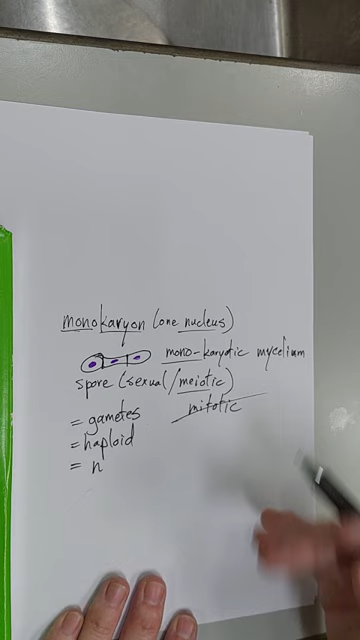 monokaryon (one nucleus)
mono-karyotic mycelium
spore (sexual/meiotic)
mitotic
= gametes
= haploid
= n